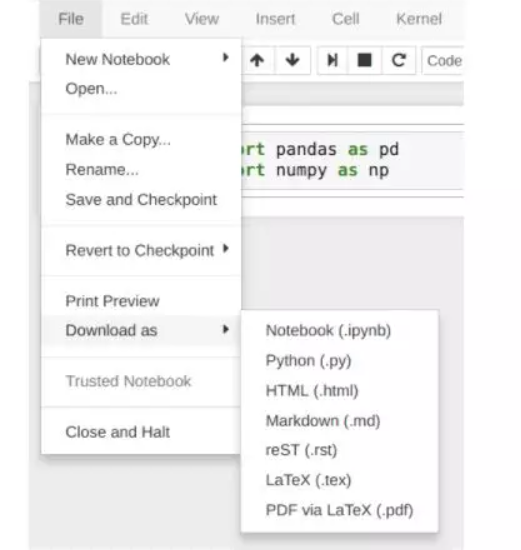 File Edit View Insert Cell Kernel
New Notebook
Code
Open...
Make a Copy...
ort pandas as pd
Rename...
ort numpy as np
Save and Checkpoint
Revert to Checkpoint
Print Preview
Download as
Notebook (.ipynb)
Python (.py)
HTML (.html)
Markdown (.md)
reST (.rst)
LaTeX (.tex)
PDF via LaTeX (.pdf)
Trusted Notebook
Close and Halt